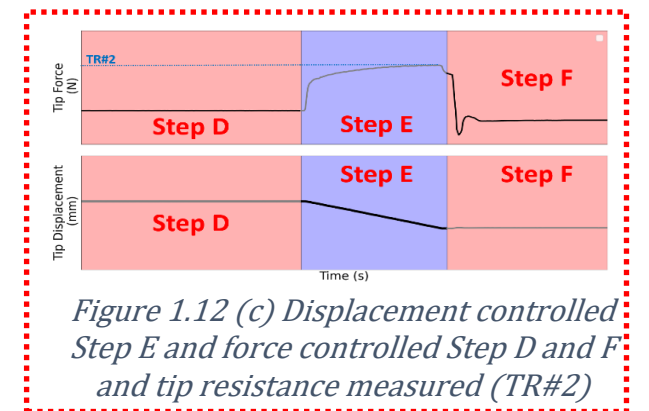 TR#2
Tip Force
(N)
Step D
Step E
Step F
Tip Displacement
(mm)
Step D
Step E
Step F
Time (s)
Figure 1.12 (c) Displacement controlled
Step E and force controlled Step D and F
and tip resistance measured (TR#2)